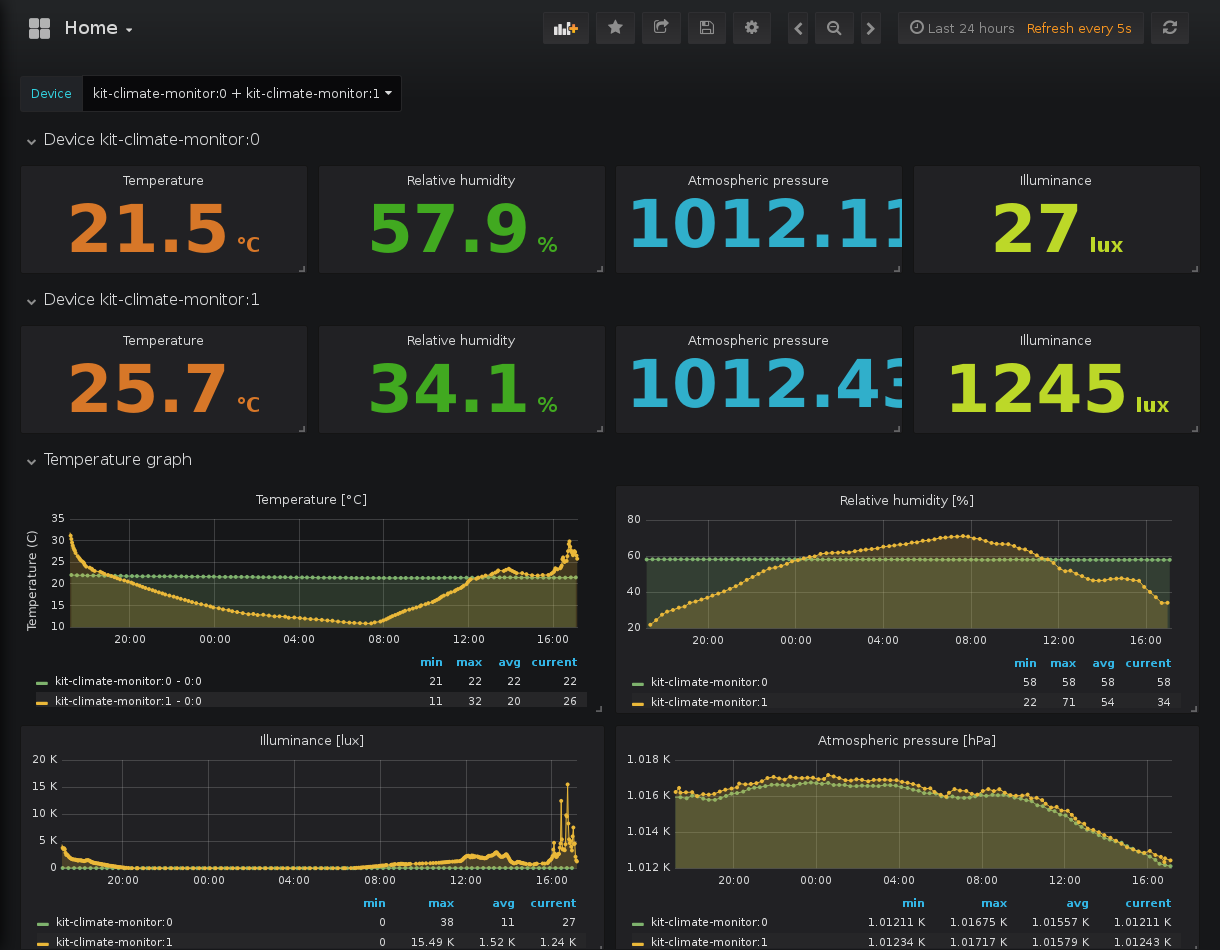 Home
Last 24 hours Refresh every 5s
Device kit-climate-monitor:0 + kit-climate-monitor:1
Device kit-climate-monitor:0
Temperature Relative humidity Atmospheric pressure Illuminance
21.5 °C 57.9 % 1012.11 27 lux
Device kit-climate-monitor:1
Temperature Relative humidity Atmospheric pressure Illuminance
25.7 °C 34.1 % 1012.43 1245 lux
Temperature graph
Temperature [°C]
Temperature (C)
35
30
25
20
15
10
20:00 00:00 04:00 08:00 12:00 16:00
min max avg current
kit-climate-monitor:0 - 0:0 21 22 22 22
kit-climate-monitor:1 - 0:0 11 32 20 26
Relative humidity [%]
80
60
40
20
20:00 00:00 04:00 08:00 12:00 16:00
min max avg current
kit-climate-monitor:0 58 58 58 58
kit-climate-monitor:1 22 71 54 34
Illuminance [lux]
20 K
15 K
10 K
5 K
0
20:00 00:00 04:00 08:00 12:00 16:00
min max avg current
kit-climate-monitor:0 0 38 11 27
kit-climate-monitor:1 0 15.49 K 1.52 K 1.24 K
Atmospheric pressure [hPa]
1.018 K
1.016 K
1.014 K
1.012 K
20:00 00:00 04:00 08:00 12:00 16:00
min max avg current
kit-climate-monitor:0 1.01211 K 1.01675 K 1.01557 K 1.01211 K
kit-climate-monitor:1 1.01234 K 1.01717 K 1.01579 K 1.01243 K